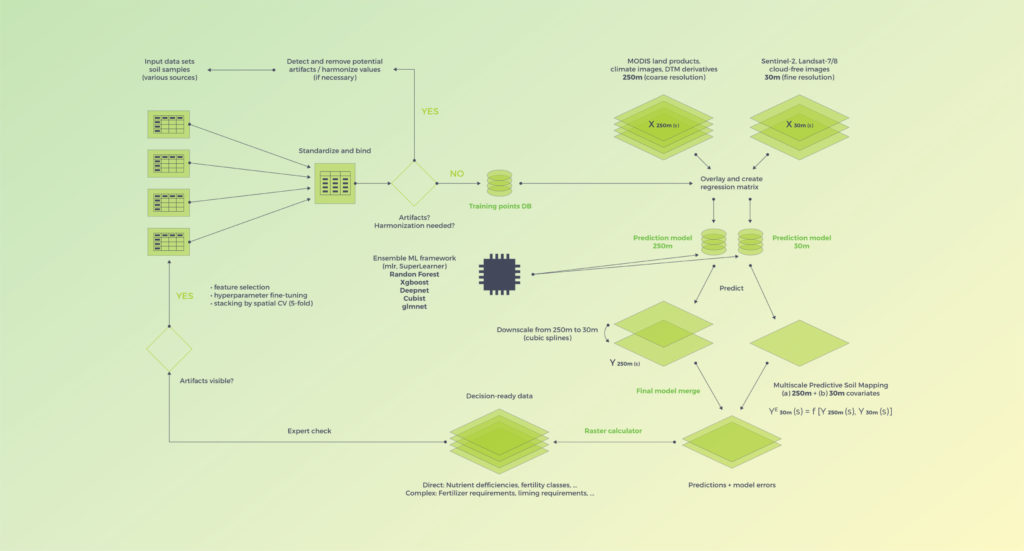 Input data sets
soil samples
(various sources)
Detect and remove potential
artifacts / harmonize values
(if necessary)
MODIS land products,
climate images, DTM derivatives
250m (coarse resolution)
Sentinel-2, Landsat-7/8
cloud-free images
30m (fine resolution)
YES
X 250m (s)
X 30m (s)
Standardize and bind
NO
Training points DB
Overlay and create
regression matrix
Artifacts?
Harmonization needed?
Prediction model
250m
Prediction model
30m
Ensemble ML framework
(mlr, SuperLearner)
Randon Forest
Xgboost
Deepnet
Cubist
glmnet
YES
• feature selection
• hyperparameter fine-tuning
• stacking by spatial CV (5-fold)
Predict
Downscale from 250m to 30m
(cubic splines)
Y 250m (s)
Artifacts visible?
Final model merge
Multiscale Predictive Soil Mapping
(a) 250m + (b) 30m covariates
Yᴱ 30m (s) = f [Y 250m (s), Y 30m (s)]
Decision-ready data
Expert check
Raster calculator
Direct: Nutrient defficiencies, fertility classes, ...
Complex: Fertilizer requirements, liming requirements, ...
Predictions + model errors